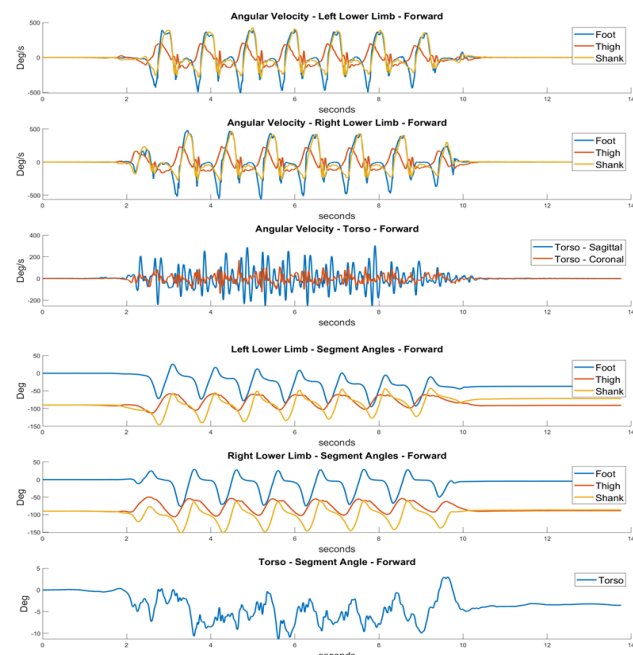 Angular Velocity - Left Lower Limb - Forward
500
0
-500
Deg/s
Foot
Thigh
Shank
0 2 4 6 8 10 12 14
seconds
Angular Velocity - Right Lower Limb - Forward
500
0
-500
Deg/s
Foot
Thigh
Shank
0 2 4 6 8 10 12 14
seconds
Angular Velocity - Torso - Forward
400
200
0
-200
Deg/s
Torso - Sagittal
Torso - Coronal
0 2 4 6 8 10 12 14
seconds
Left Lower Limb - Segment Angles - Forward
50
0
-50
-100
-150
Deg
Foot
Thigh
Shank
0 2 4 6 8 10 12 14
seconds
Right Lower Limb - Segment Angles - Forward
50
0
-50
-100
-150
Deg
Foot
Thigh
Shank
0 2 4 6 8 10 12 14
seconds
Torso - Segment Angle - Forward
5
0
-5
-10
Deg
Torso
0 2 4 6 8 10 12 14
seconds